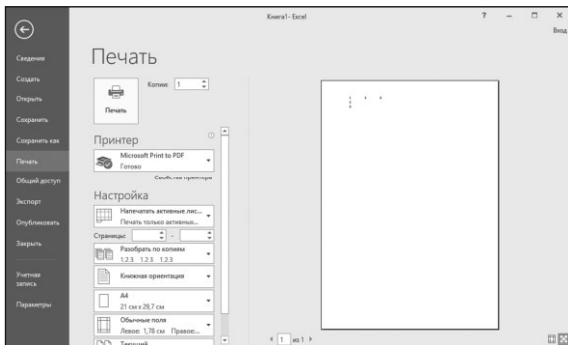 Книга1 - Excel
? – □ ×
Вход
Сведения
Создать
Открыть
Сохранить
Сохранить как
Печать
Общий доступ
Экспорт
Опубликовать
Закрыть
Учетная
запись
Параметры
Печать
Копии: 1
Печать
Принтер
Microsoft Print to PDF
Готово
Свойства принтера
Настройка
Напечатать активные лис...
Печать только активных...
Страницы: -
Разобрать по копиям
1;2;3 1;2;3 1;2;3
Книжная ориентация
A4
21 см x 29,7 см
Обычные поля
Левое: 1,78 см Правое...
Текущий
1 из 1